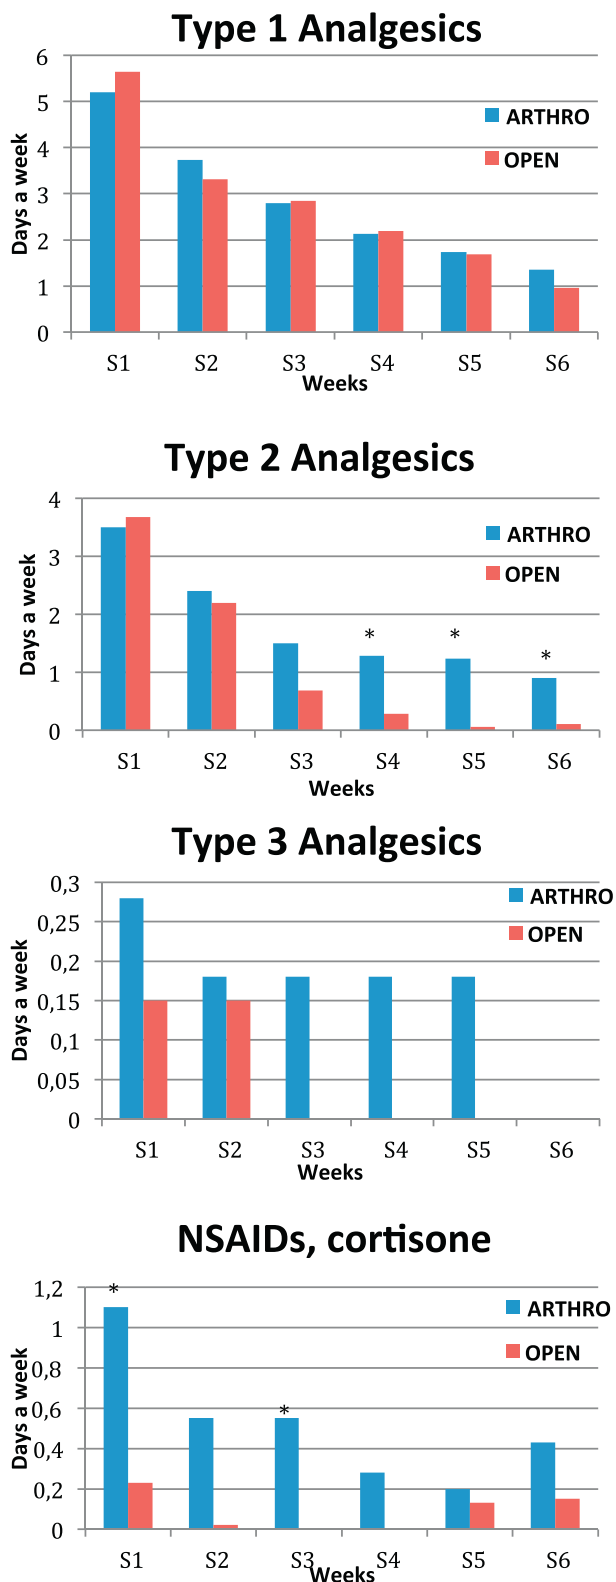 Type 1 Analgesics
6
5
4
3
2
1
0
Days a week
ARTHRO
OPEN
S1 S2 S3 S4 S5 S6
Weeks
Type 2 Analgesics
4
3
2
1
0
Days a week
ARTHRO
OPEN
* * *
S1 S2 S3 S4 S5 S6
Weeks
Type 3 Analgesics
0,3
0,25
0,2
0,15
0,1
0,05
0
Days a week
ARTHRO
OPEN
S1 S2 S3 S4 S5 S6
Weeks
NSAIDs, cortisone
1,2
1
0,8
0,6
0,4
0,2
0
Days a week
ARTHRO
OPEN
* *
S1 S2 S3 S4 S5 S6
Weeks